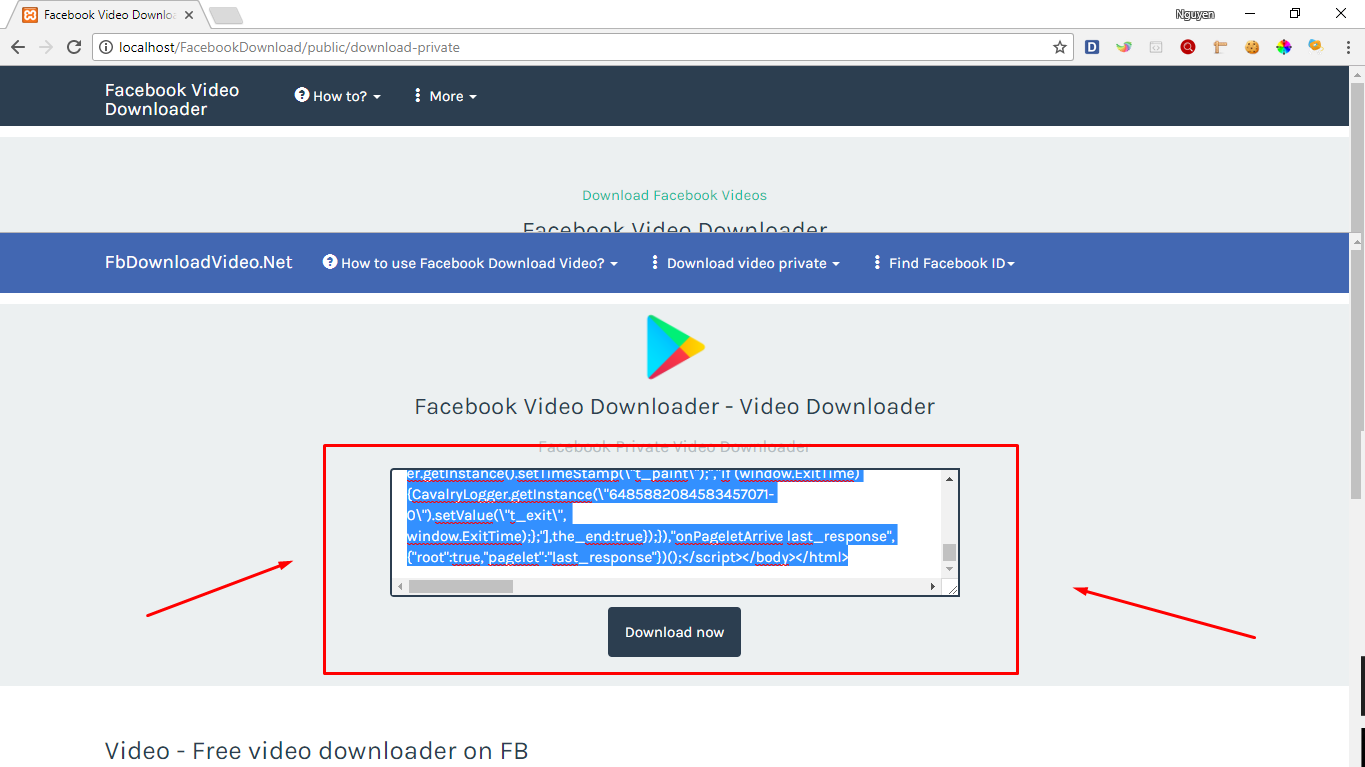 Facebook Video Downloa
Nguyen
localhost/FacebookDownload/public/download-private
D
Facebook Video
Downloader
? How to?
More
Download Facebook Videos
Facebook Video Downloader
FbDownloadVideo.Net
? How to use Facebook Download Video?
Download video private
Find Facebook ID
Facebook Video Downloader - Video Downloader
Facebook Private Video Downloader
er.getInstance().setTimeStamp(\"t_paint\");","if (window.ExitTime)
{CavalryLogger.getInstance(\"6485882084583457071-
0\").setValue(\"t_exit\",
window.ExitTime);};"],the_end:true});}),"onPageletArrive last_response",
{"root":true,"pagelet":"last_response"})();</script></body></html>
Download now
Video - Free video downloader on FB